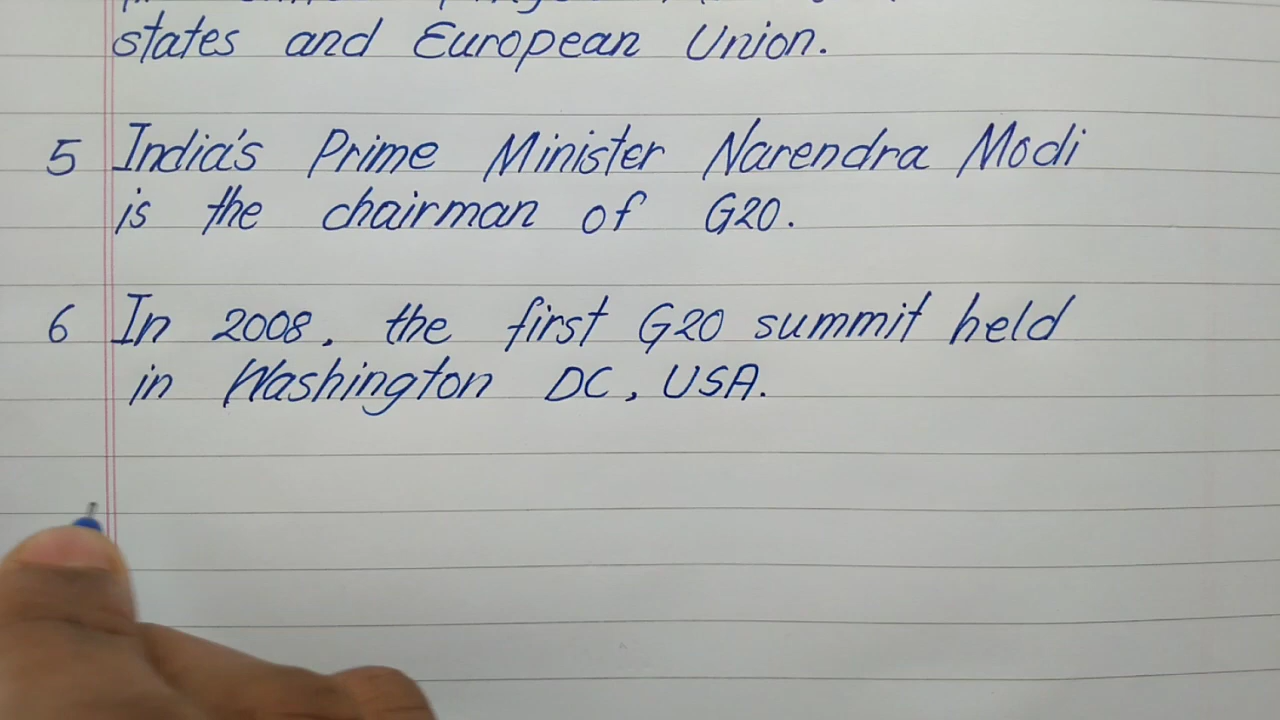 states and European Union.
5 India's Prime Minister Narendra Modi
is the chairman of G20.
6 In 2008, the first G20 summit held
in Washington DC, USA.